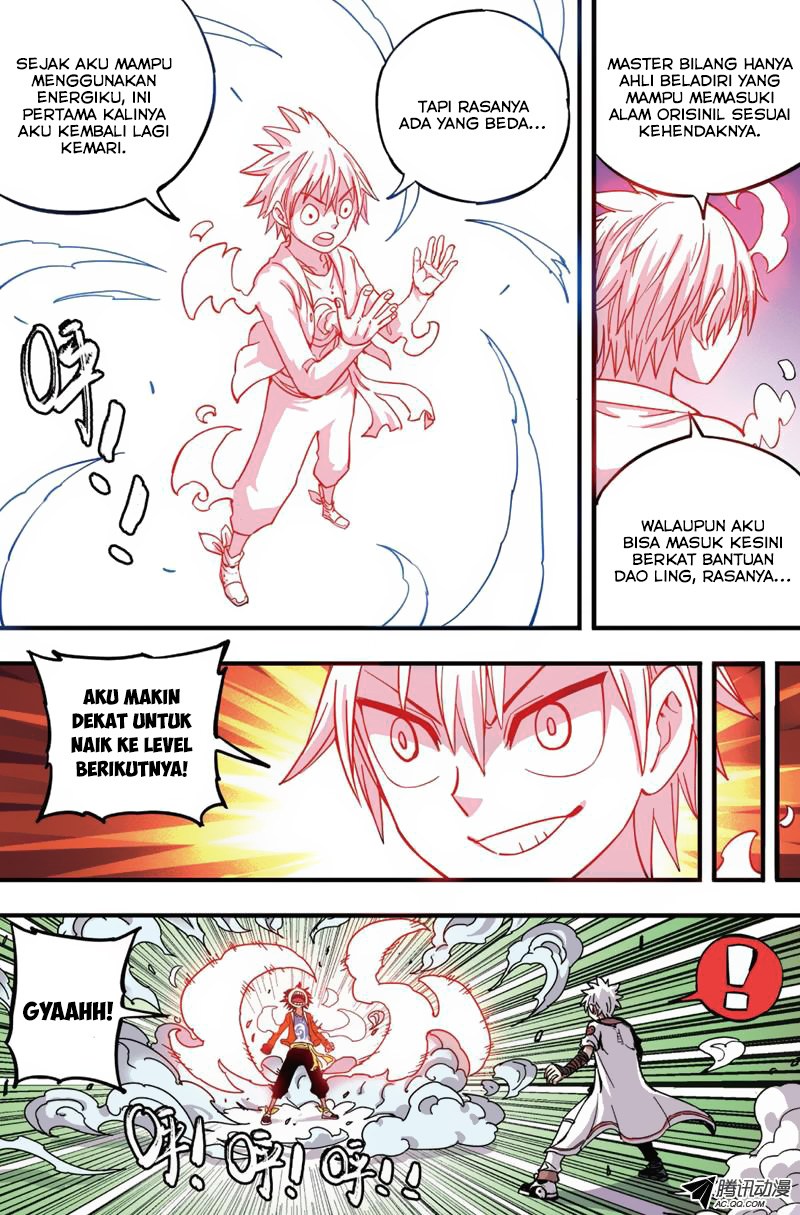 SEJAK AKU MAMPU
MENGGUNAKAN
ENERGIKU, INI
PERTAMA KALINYA
AKU KEMBALI LAGI
KEMARI.
TAPI RASANYA
ADA YANG BEDA...
呼!!
MASTER BILANG HANYA
AHLI BELADIRI YANG
MAMPU MEMASUKI
ALAM ORISINIL SESUAI
KEHENDAKNYA.
WALAUPUN AKU
BISA MASUK KESINI
BERKAT BANTUAN
DAO LING, RASANYA...
AKU MAKIN
DEKAT UNTUK
NAIK KE LEVEL
BERIKUTNYA!
GYAAHH!
!
呼! 呼! 呼!!
腾讯动漫
AC.QQ.COM